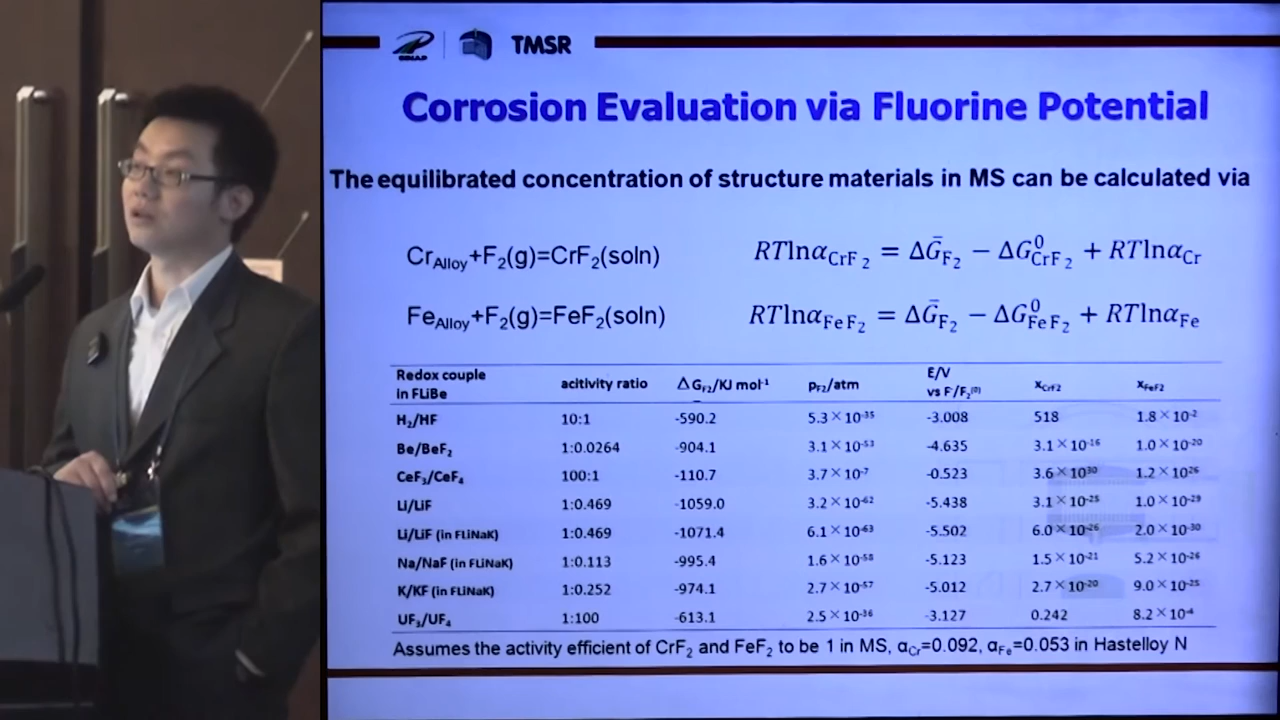 TMSR
Corrosion Evaluation via Fluorine Potential
The equilibrated concentration of structure materials in MS can be calculated via
Cr_Alloy+F₂(g)=CrF₂(soln) RTlnα_CrF₂ = ΔḠ_F₂ − ΔG⁰_CrF₂ + RTlnα_Cr
Fe_Alloy+F₂(g)=FeF₂(soln) RTlnα_FeF₂ = ΔḠ_F₂ − ΔG⁰_FeF₂ + RTlnα_Fe
Redox couple in FLiBe acitivity ratio ΔG_F2/KJ mol⁻¹ p_F2/atm E/V vs F⁻/F₂⁽⁰⁾ x_CrF2 x_FeF2
H₂/HF 10:1 -590.2 5.3×10⁻³⁵ -3.008 518 1.8×10⁻²
Be/BeF₂ 1:0.0264 -904.1 3.1×10⁻⁵³ -4.635 3.1×10⁻¹⁶ 1.0×10⁻²⁰
CeF₃/CeF₄ 100:1 -110.7 3.7×10⁻⁷ -0.523 3.6×10³⁰ 1.2×10²⁶
Li/LiF 1:0.469 -1059.0 3.2×10⁻⁶² -5.438 3.1×10⁻²⁵ 1.0×10⁻²⁹
Li/LiF (in FLiNaK) 1:0.469 -1071.4 6.1×10⁻⁶³ -5.502 6.0×10⁻²⁶ 2.0×10⁻³⁰
Na/NaF (in FLiNaK) 1:0.113 -995.4 1.6×10⁻⁵⁸ -5.123 1.5×10⁻²¹ 5.2×10⁻²⁶
K/KF (in FLiNaK) 1:0.252 -974.1 2.7×10⁻⁵⁷ -5.012 2.7×10⁻²⁰ 9.0×10⁻²⁵
UF₃/UF₄ 1:100 -613.1 2.5×10⁻³⁶ -3.127 0.242 8.2×10⁻⁴
Assumes the activity efficient of CrF₂ and FeF₂ to be 1 in MS, α_Cr=0.092, α_Fe=0.053 in Hastelloy N